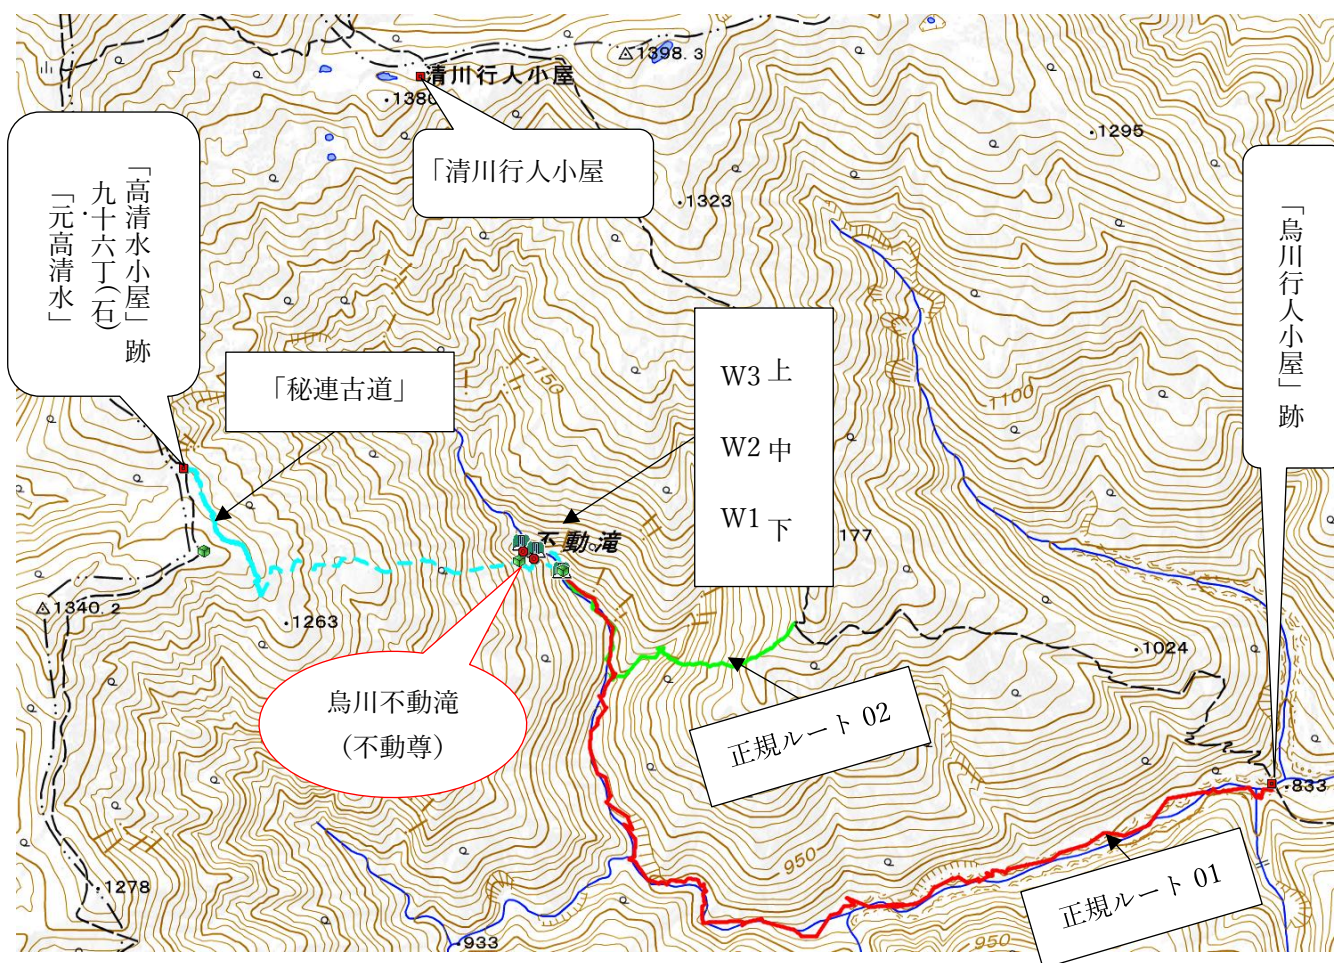 1398.3
清川行人小屋
1380
1295
「清川行人小屋
1323
「高清水小屋」跡
九十六丁(石)
「元高清水」
「烏川行人小屋」跡
1150
1100
「秘連古道」
W3 上
W2 中
W1 下
不動滝
177
1340.2
1263
1024
烏川不動滝
(不動尊)
正規ルート 02
833
950
正規ルート 01
1278
933
950